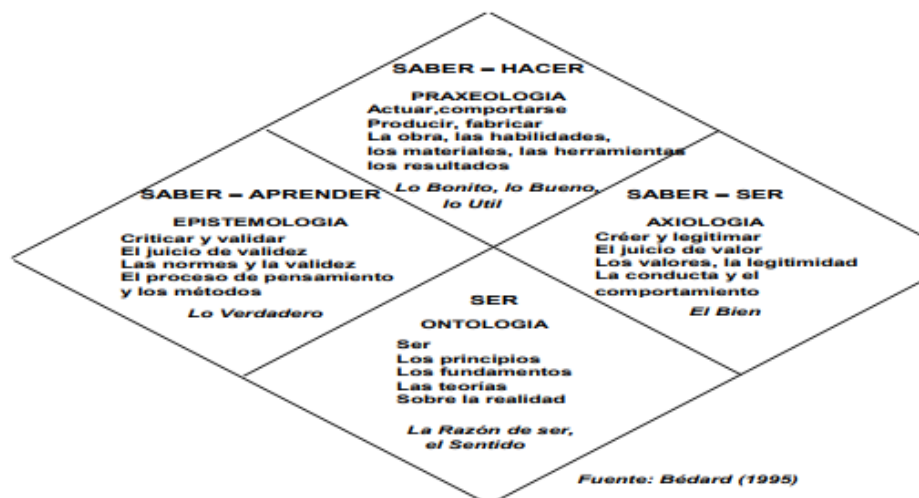 SABER – HACER
PRAXEOLOGIA
Actuar,comportarse
Producir, fabricar
La obra, las habilidades,
los materiales, las herramientas
los resultados
Lo Bonito, lo Bueno,
lo Util
SABER – APRENDER
EPISTEMOLOGIA
Criticar y validar
El juicio de validez
Las normes y la validez
El proceso de pensamiento
y los métodos
Lo Verdadero
SABER – SER
AXIOLOGIA
Créer y legitimar
El juicio de valor
Los valores, la legitimidad
La conducta y el
comportamiento
El Bien
SER
ONTOLOGIA
Ser
Los principios
Los fundamentos
Las teorías
Sobre la realidad
La Razón de ser,
el Sentido
Fuente: Bédard (1995)